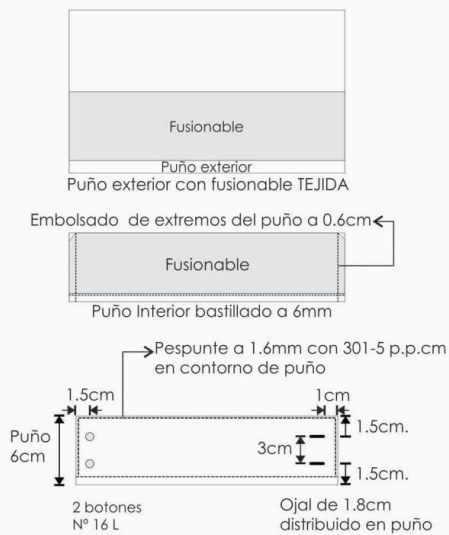 Fusionable
Puño exterior
Puño exterior con fusionable TEJIDA
Embolsado de extremos del puño a 0.6cm
Fusionable
Puño Interior bastillado a 6mm
Pespunte a 1.6mm con 301-5 p.p.cm
en contorno de puño
1.5cm
1cm
Puño
6cm
3cm
1.5cm.
1.5cm.
2 botones
Nº 16 L
Ojal de 1.8cm
distribuido en puño